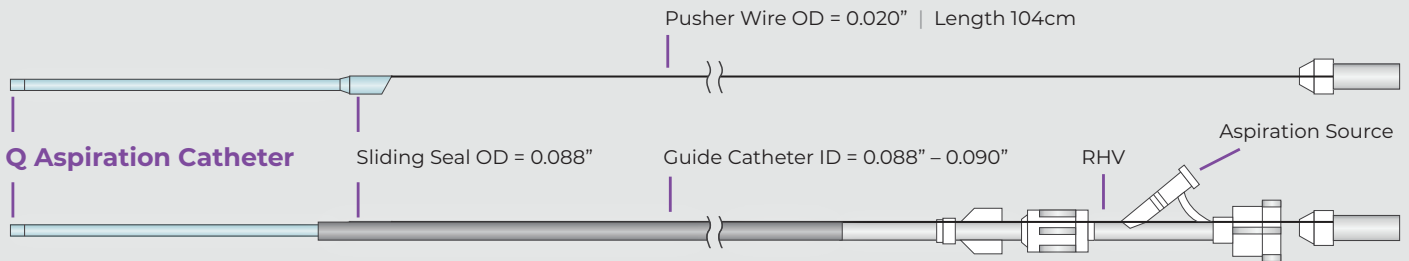 Pusher Wire OD = 0.020” | Length 104cm
Aspiration Source
Q Aspiration Catheter
Sliding Seal OD = 0.088”
Guide Catheter ID = 0.088” – 0.090”
RHV